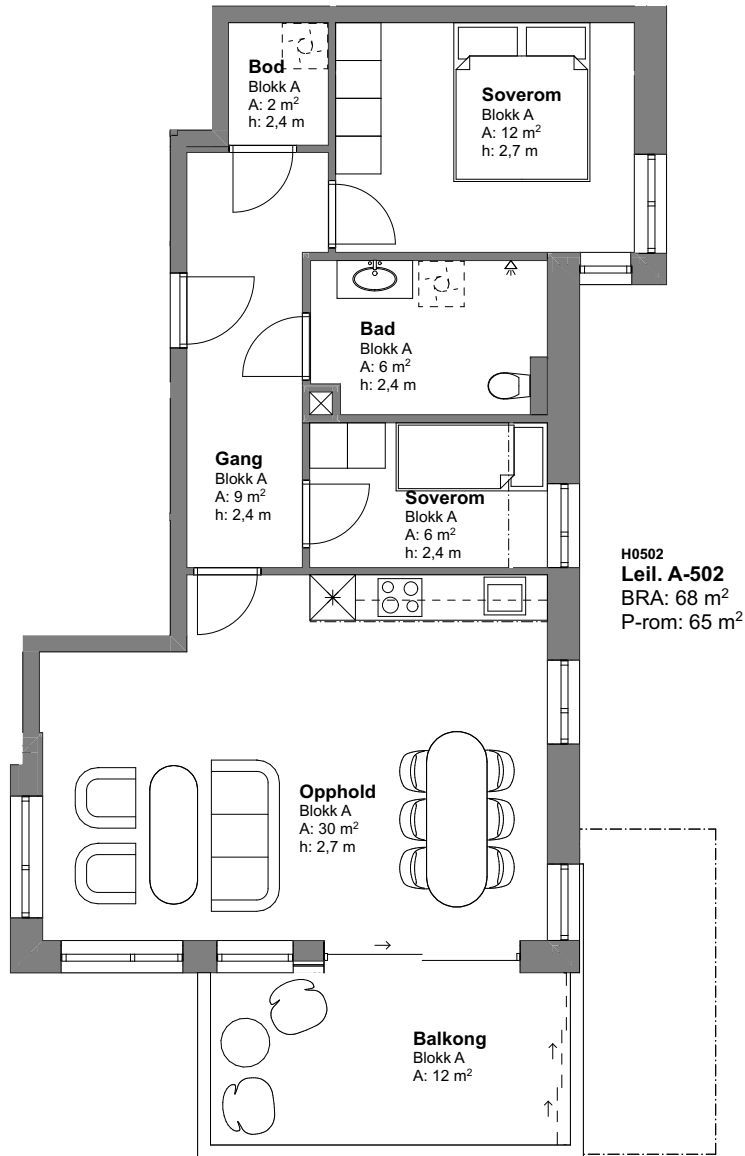 Bod
Blokk A
A: 2 m²
h: 2,4 m
Soverom
Blokk A
A: 12 m²
h: 2,7 m
Bad
Blokk A
A: 6 m²
h: 2,4 m
Gang
Blokk A
A: 9 m²
h: 2,4 m
Soverom
Blokk A
A: 6 m²
h: 2,4 m
H0502
Leil. A-502
BRA: 68 m²
P-rom: 65 m²
Opphold
Blokk A
A: 30 m²
h: 2,7 m
Balkong
Blokk A
A: 12 m²